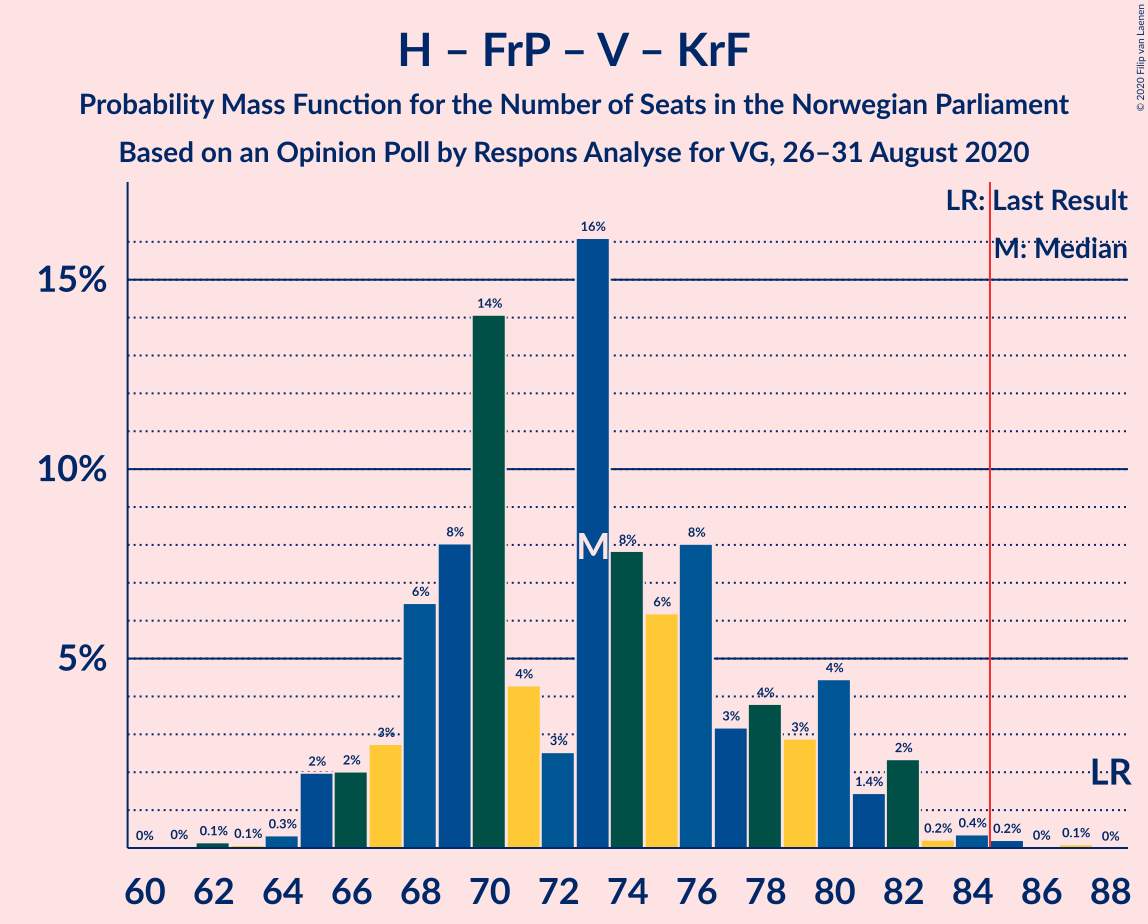 H – FrP – V – KrF
Probability Mass Function for the Number of Seats in the Norwegian Parliament
Based on an Opinion Poll by Respons Analyse for VG, 26–31 August 2020
© 2020 Filip van Laenen
LR: Last Result
M: Median
15%
10%
5%
0% 0% 0.1% 0.1% 0.3% 2% 2% 3% 6% 8% 14% 4% 3% 16% 8% 6% 8% 3% 4% 3% 4% 1.4% 2% 0.2% 0.4% 0.2% 0% 0.1% 0%
M
LR
60 62 64 66 68 70 72 74 76 78 80 82 84 86 88